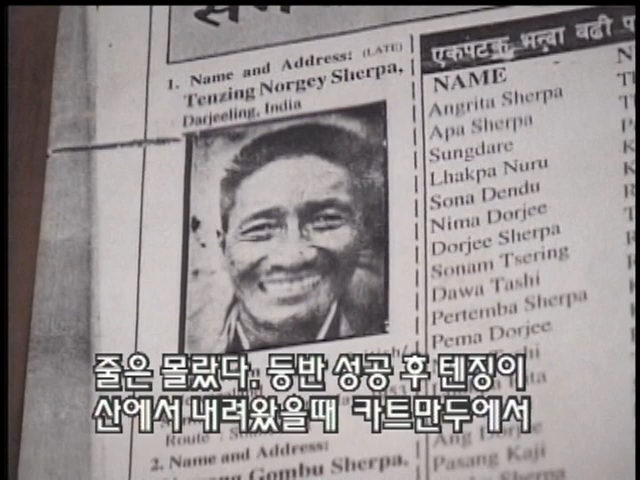 1. Name and Address: (LATE)
Tenzing Norgey Sherpa,
Darjeeling, India
एकपटक भन्दा बढी
NAME
Angrita Sherpa
Apa Sherpa
Sungdare
Lhakpa Nuru
Sona Dendu
Nima Dorjee
Dorjee Sherpa
Sonam Tsering
Dawa Tashi
Pertemba Sherpa
Pema Dorjee
줄은 몰랐다. 등반 성공 후 텐징이
산에서 내려왔을때 카트만두에서
Route :
2. Name and Address:
Gombu Sherpa,
Ang Dorjee
Pasang Kaji